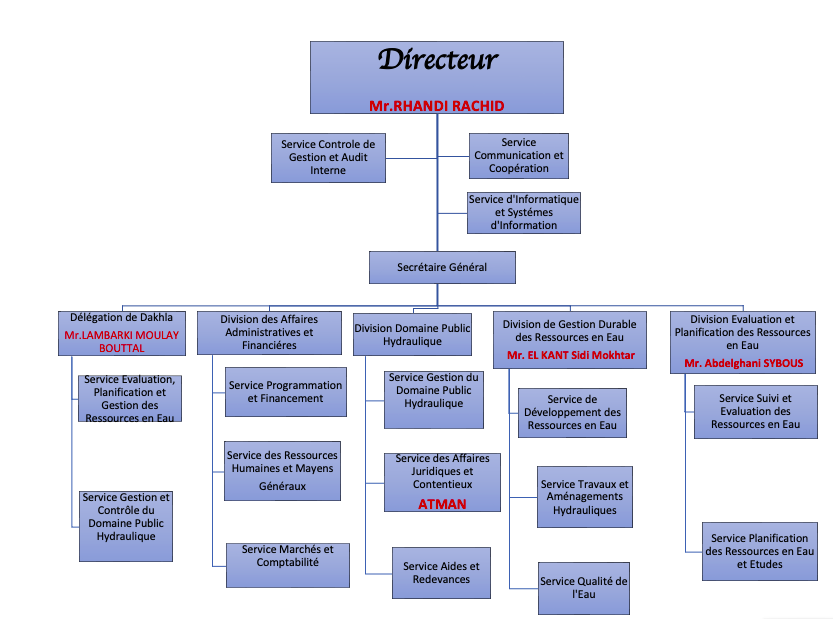 Directeur
Mr.RHANDI RACHID
Service Controle de
Gestion et Audit
Interne
Service
Communication et
Coopération
Service d'Informatique
et Systémes
d'Information
Secrétaire Général
Délégation de Dakhla
Mr.LAMBARKI MOULAY
BOUTTAL
Service Evaluation,
Planification et
Gestion des
Ressources en Eau
Service Gestion et
Contrôle du
Domaine Public
Hydraulique
Division des Affaires
Administratives et
Financiéres
Service Programmation
et Financement
Service des Ressources
Humaines et Mayens
Généraux
Service Marchés et
Comptabilité
Division Domaine Public
Hydraulique
Service Gestion du
Domaine Public
Hydraulique
Service des Affaires
Juridiques et
Contentieux
ATMAN
Service Aides et
Redevances
Division de Gestion Durable
des Ressources en Eau
Mr. EL KANT Sidi Mokhtar
Service de
Développement des
Ressources en Eau
Service Travaux et
Aménagements
Hydrauliques
Service Qualité de
l'Eau
Division Evaluation et
Planification des Ressources
en Eau
Mr. Abdelghani SYBOUS
Service Suivi et
Evaluation des
Ressources en Eau
Service Planification
des Ressources en Eau
et Etudes